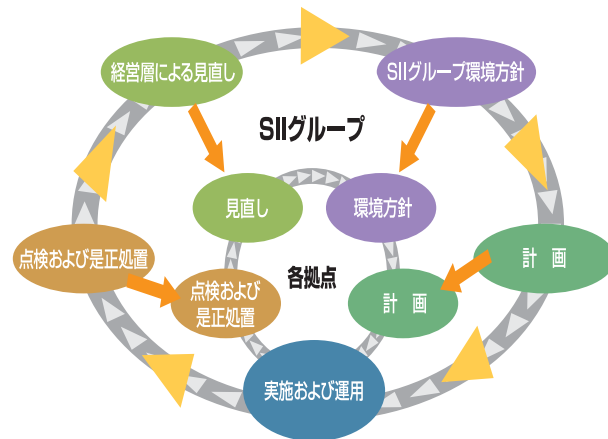 経営層による見直し
SIIグループ環境方針
SIIグループ
見直し
環境方針
点検および是正処置
計　画
各拠点
点検および
是正処置
計　画
実施および運用